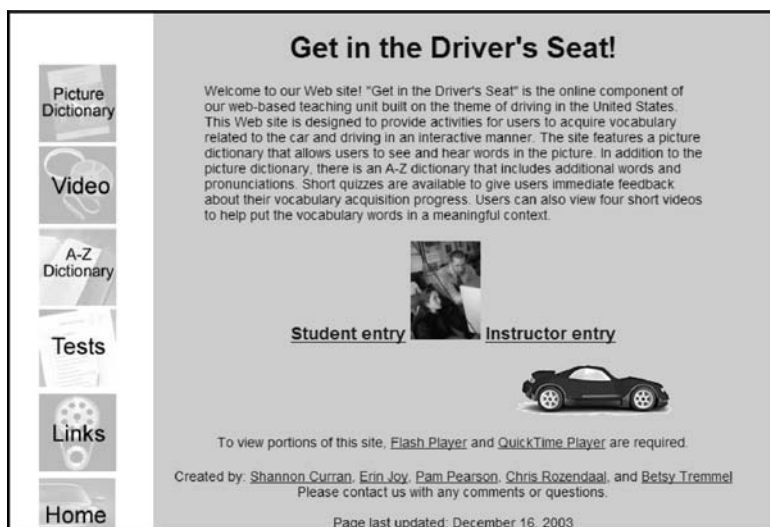 Get in the Driver's Seat!
Picture
Dictionary
Video
A-Z
Dictionary
Tests
Links
Home
Welcome to our Web site! "Get in the Driver's Seat" is the online component of
our web-based teaching unit built on the theme of driving in the United States.
This Web site is designed to provide activities for users to acquire vocabulary
related to the car and driving in an interactive manner. The site features a picture
dictionary that allows users to see and hear words in the picture. In addition to the
picture dictionary, there is an A-Z dictionary that includes additional words and
pronunciations. Short quizzes are available to give users immediate feedback
about their vocabulary acquisition progress. Users can also view four short videos
to help put the vocabulary words in a meaningful context.
Student entry Instructor entry
To view portions of this site, Flash Player and QuickTime Player are required.
Created by: Shannon Curran, Erin Joy, Pam Pearson, Chris Rozendaal, and Betsy Tremmel
Please contact us with any comments or questions.
Page last updated: December 16, 2003